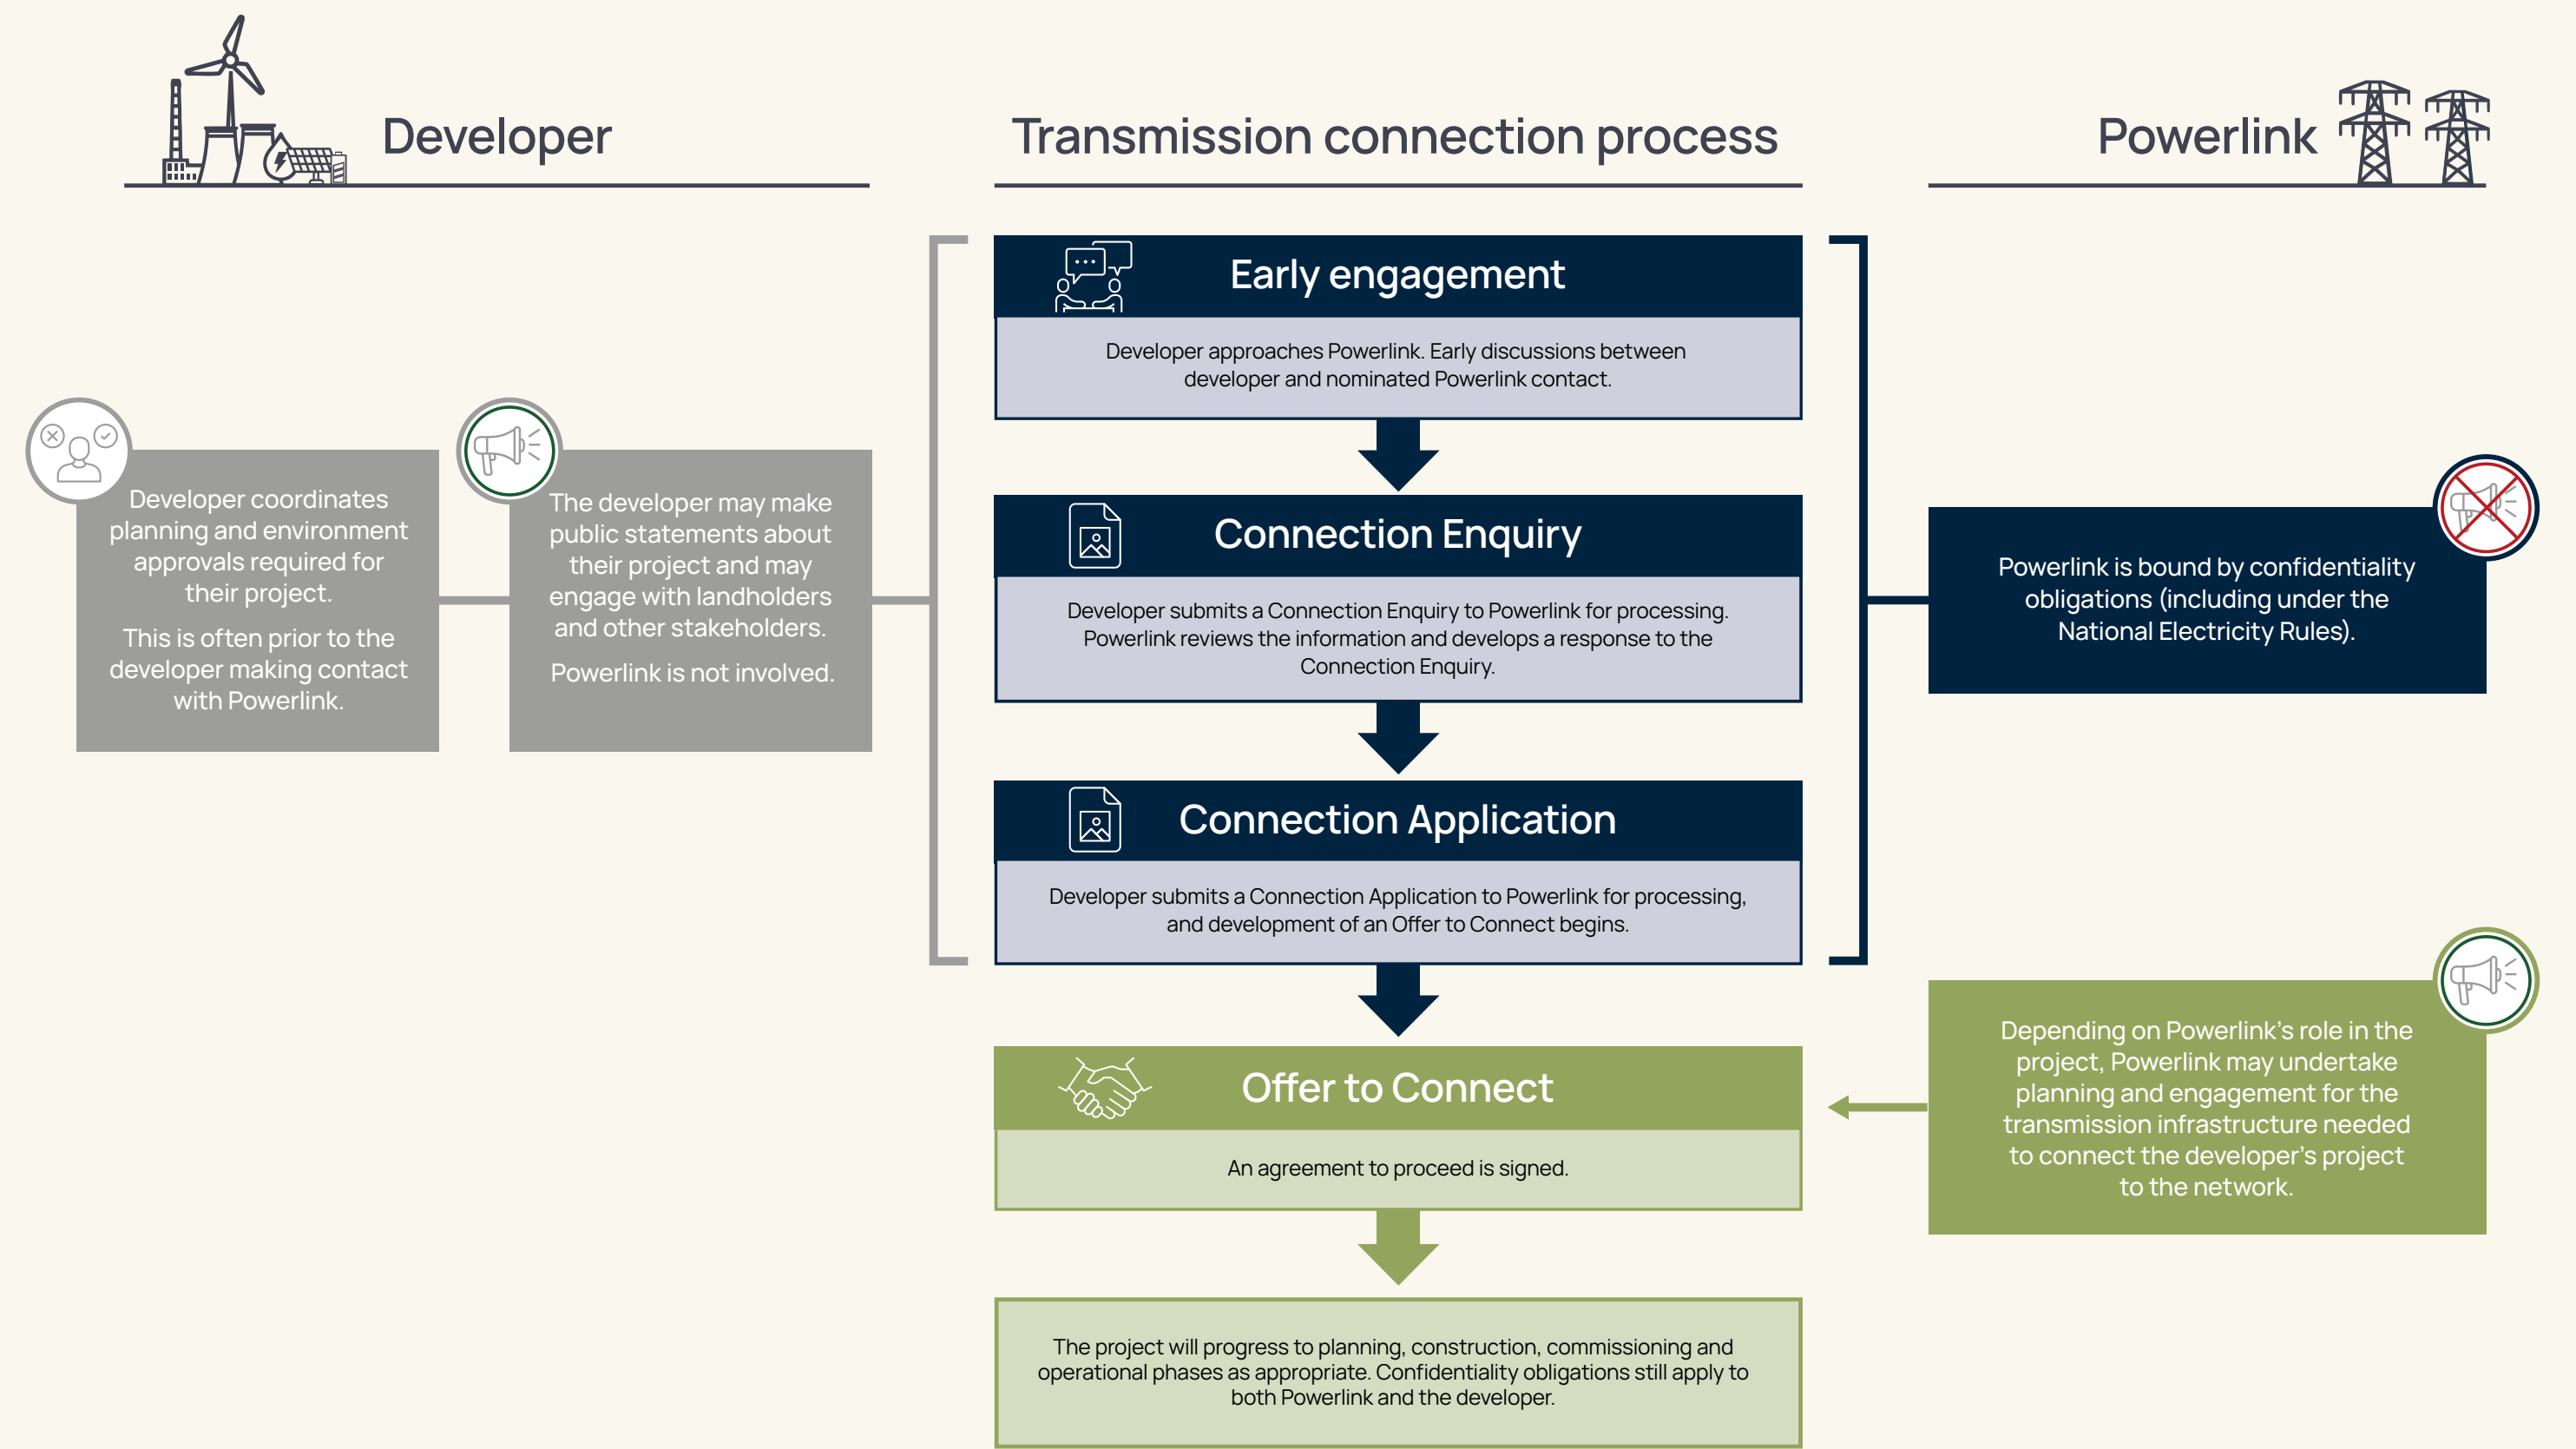 Developer
Transmission connection process
Powerlink
Developer coordinates
planning and environment
approvals required for
their project.
This is often prior to the
developer making contact
with Powerlink.
The developer may make
public statements about
their project and may
engage with landholders
and other stakeholders.
Powerlink is not involved.
Early engagement
Developer approaches Powerlink. Early discussions between
developer and nominated Powerlink contact.
Connection Enquiry
Developer submits a Connection Enquiry to Powerlink for processing.
Powerlink reviews the information and develops a response to the
Connection Enquiry.
Connection Application
Developer submits a Connection Application to Powerlink for processing,
and development of an Offer to Connect begins.
Offer to Connect
An agreement to proceed is signed.
The project will progress to planning, construction, commissioning and
operational phases as appropriate. Confidentiality obligations still apply to
both Powerlink and the developer.
Powerlink is bound by confidentiality
obligations (including under the
National Electricity Rules).
Depending on Powerlink’s role in the
project, Powerlink may undertake
planning and engagement for the
transmission infrastructure needed
to connect the developer’s project
to the network.